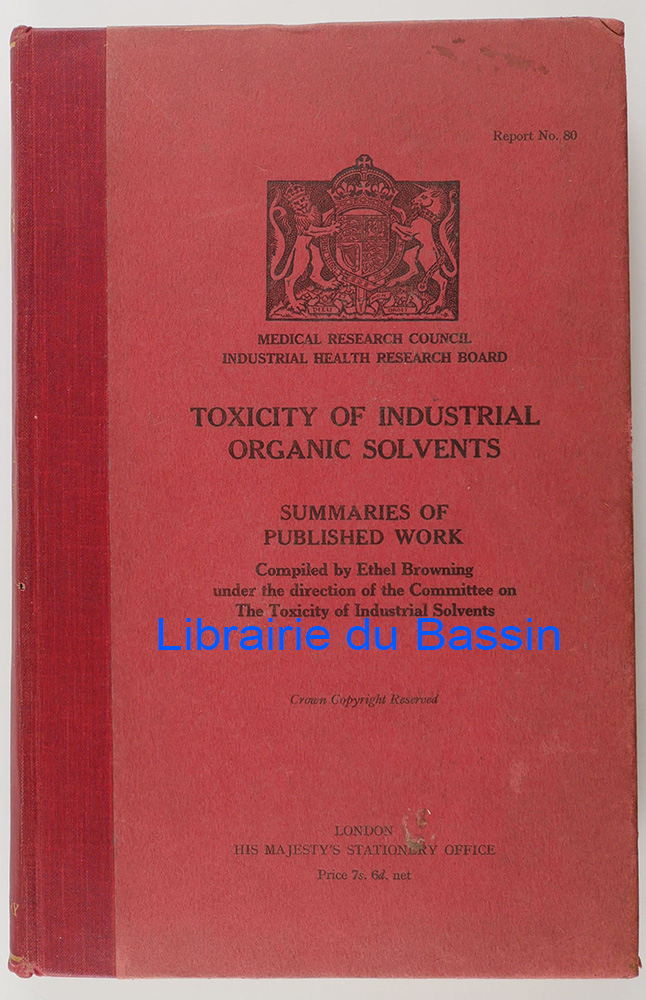 Report No. 80
DIEU DROIT
MEDICAL RESEARCH COUNCIL
INDUSTRIAL HEALTH RESEARCH BOARD
TOXICITY OF INDUSTRIAL
ORGANIC SOLVENTS
SUMMARIES OF
PUBLISHED WORK
Compiled by Ethel Browning
under the direction of the Committee on
The Toxicity of Industrial Solvents
Librairie du Bassin
Crown Copyright Reserved
LONDON
HIS MAJESTY'S STATIONERY OFFICE
Price 7s. 6d. net